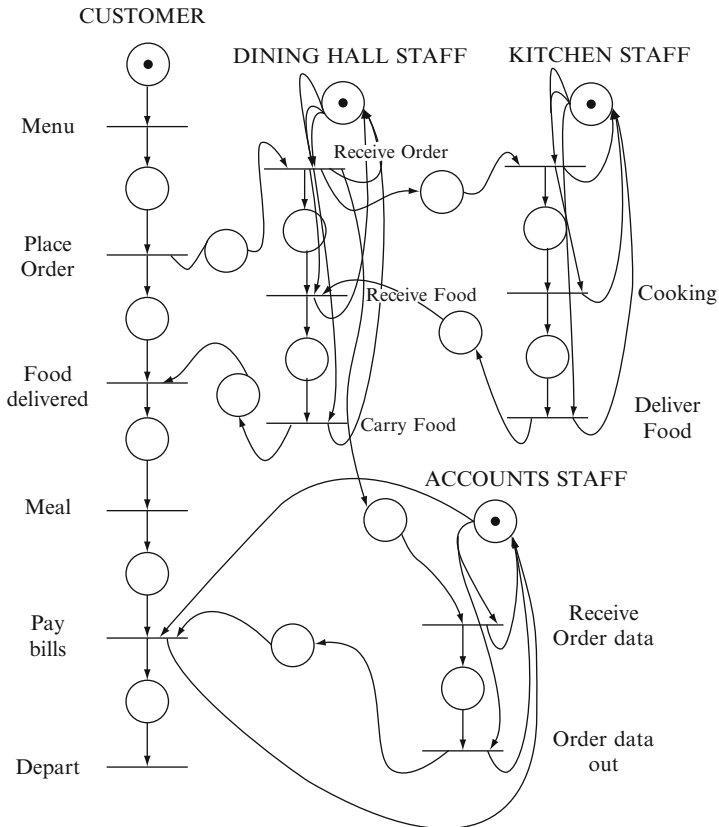 CUSTOMER
DINING HALL STAFF
KITCHEN STAFF
Menu
Receive Order
Place
Order
Receive Food
Cooking
Food
delivered
Carry Food
Deliver
Food
ACCOUNTS STAFF
Meal
Pay
bills
Receive
Order data
Depart
Order data
out